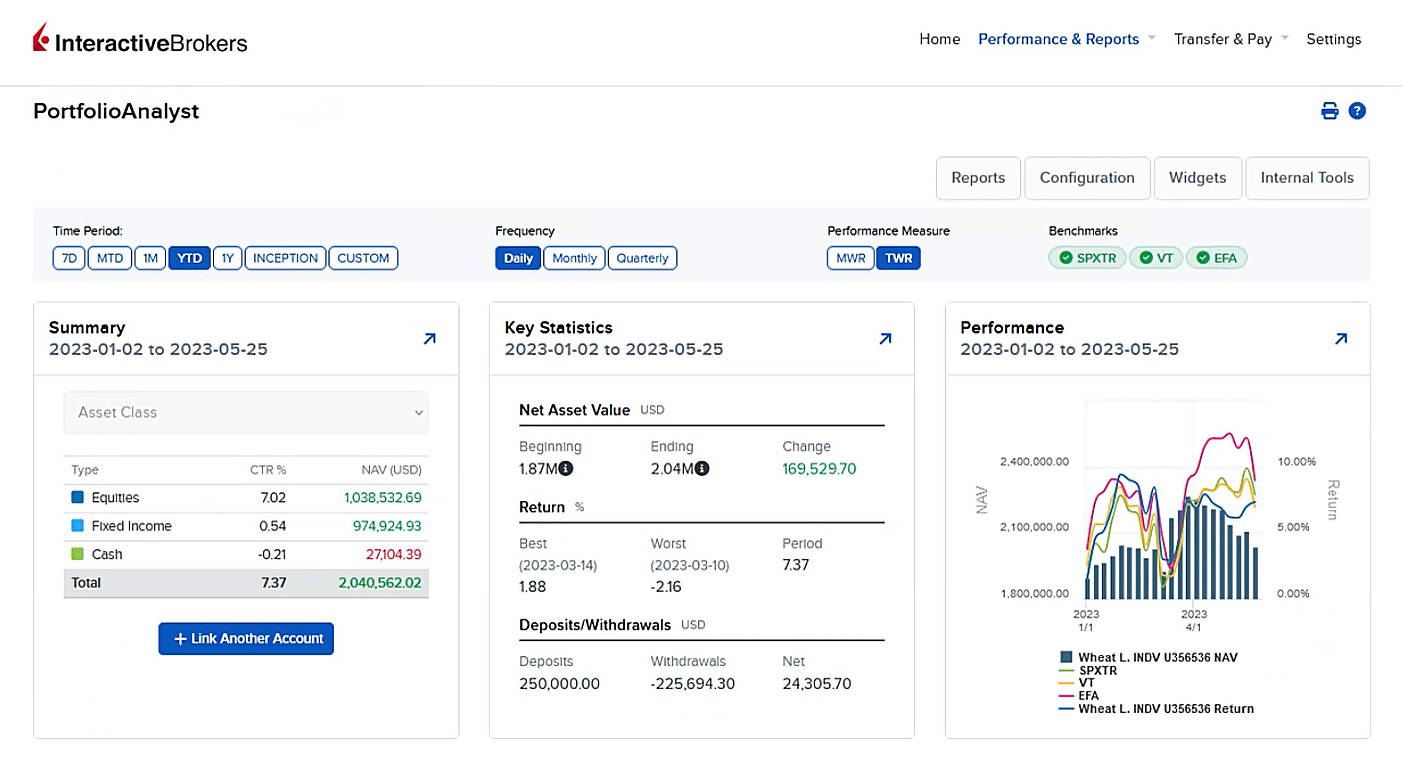 InteractiveBrokers
Home Performance & Reports Transfer & Pay Settings
PortfolioAnalyst
?
Reports Configuration Widgets Internal Tools
Time Period: Frequency Performance Measure Benchmarks
7D MTD 1M YTD 1Y INCEPTION CUSTOM Daily Monthly Quarterly MWR TWR SPXTR VT EFA
Summary
2023-01-02 to 2023-05-25
Asset Class
Type CTR % NAV (USD)
Equities 7.02 1,038,532.69
Fixed Income 0.54 974,924.93
Cash -0.21 27,104.39
Total 7.37 2,040,562.02
+ Link Another Account
Key Statistics
2023-01-02 to 2023-05-25
Net Asset Value USD
Beginning Ending Change
1.87M 2.04M 169,529.70
Return %
Best Worst Period
(2023-03-14) (2023-03-10) 7.37
1.88 -2.16
Deposits/Withdrawals USD
Deposits Withdrawals Net
250,000.00 -225,694.30 24,305.70
Performance
2023-01-02 to 2023-05-25
2,400,000.00 10.00%
NAV Return
2,100,000.00 5.00%
1,800,000.00 0.00%
2023 2023
1/1 4/1
Wheat L. INDV U356536 NAV
SPXTR
VT
EFA
Wheat L. INDV U356536 Return